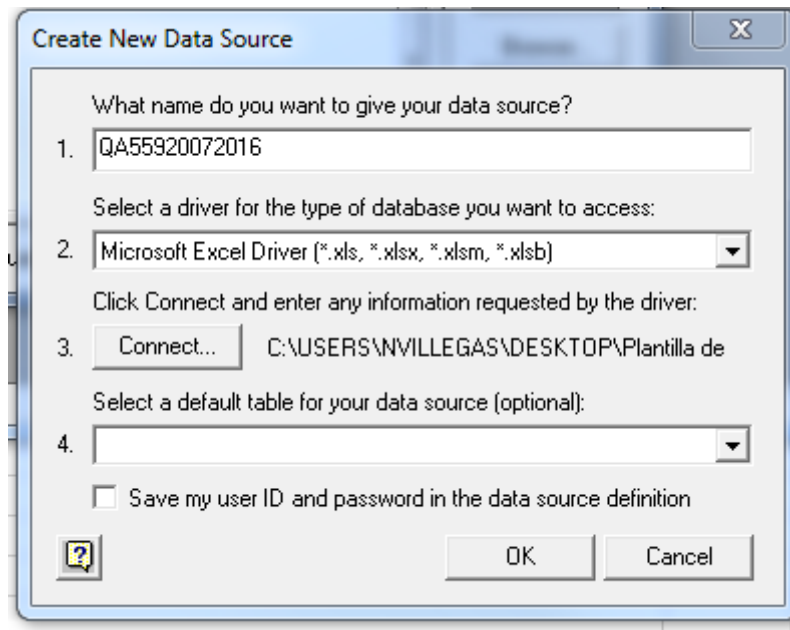 Create New Data Source
What name do you want to give your data source?
1. QA55920072016
Select a driver for the type of database you want to access:
2. Microsoft Excel Driver (*.xls, *.xlsx, *.xlsm, *.xlsb)
Click Connect and enter any information requested by the driver:
3. Connect... C:\USERS\NVILLEGAS\DESKTOP\Plantilla de
Select a default table for your data source (optional):
4.
Save my user ID and password in the data source definition
? OK Cancel